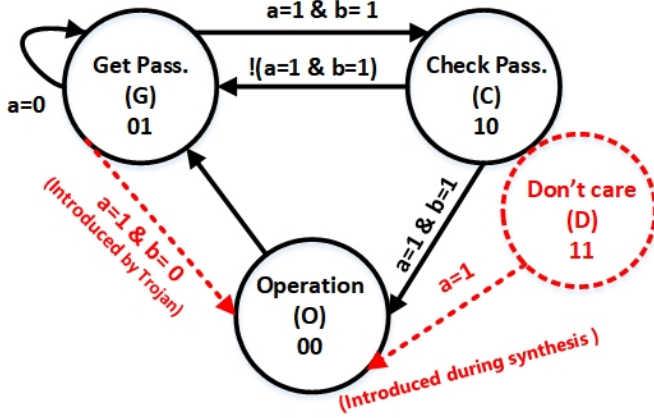 a=1 & b= 1
Get Pass.
(G)
01
!(a=1 & b=1)
Check Pass.
(C)
10
a=0
Don't care
(D)
11
a=1 & b= 0
(Introduced by Trojan)
a=1 & b=1
a=1
Operation
(O)
00
(Introduced during synthesis )